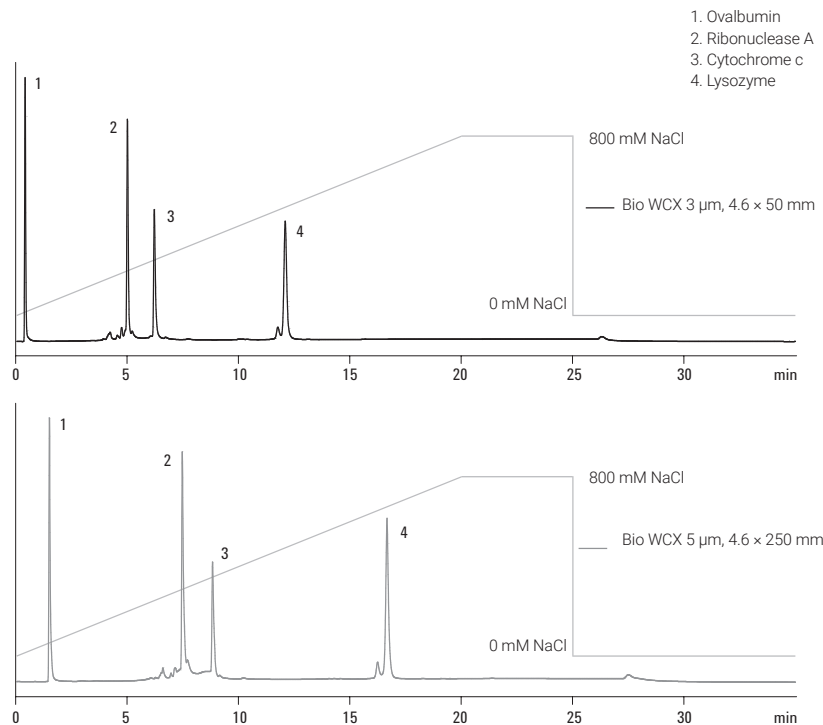 1. Ovalbumin
2. Ribonuclease A
3. Cytochrome c
4. Lysozyme
1
2
3
4
800 mM NaCl
Bio WCX 3 µm, 4.6 × 50 mm
0 mM NaCl
0 5 10 15 20 25 30 min
1
2
3
4
800 mM NaCl
Bio WCX 5 µm, 4.6 × 250 mm
0 mM NaCl
0 5 10 15 20 25 30 min